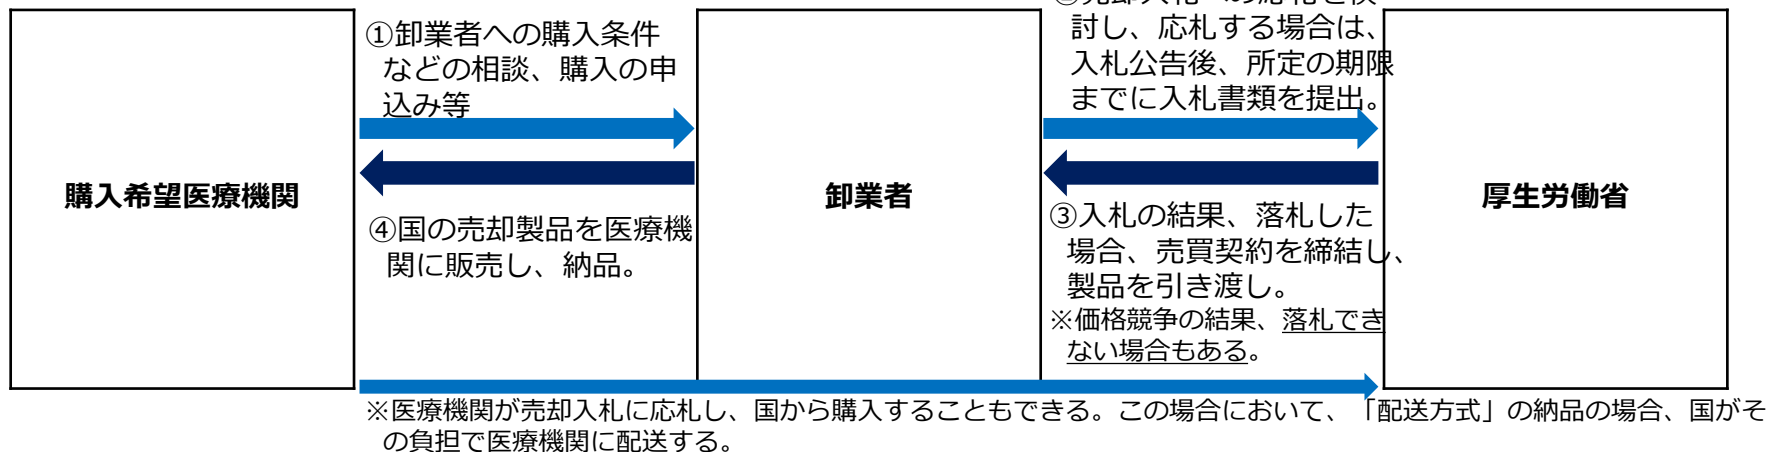 ①卸業者への購入条件
などの相談、購入の申
込み等
討し、応札する場合は、
入札公告後、所定の期限
までに入札書類を提出。
購入希望医療機関
卸業者
厚生労働省
④国の売却製品を医療機
関に販売し、納品。
③入札の結果、落札した
場合、売買契約を締結し、
製品を引き渡し。
※価格競争の結果、落札でき
ない場合もある。
※医療機関が売却入札に応札し、国から購入することもできる。この場合において、「配送方式」の納品の場合、国がそ
の負担で医療機関に配送する。